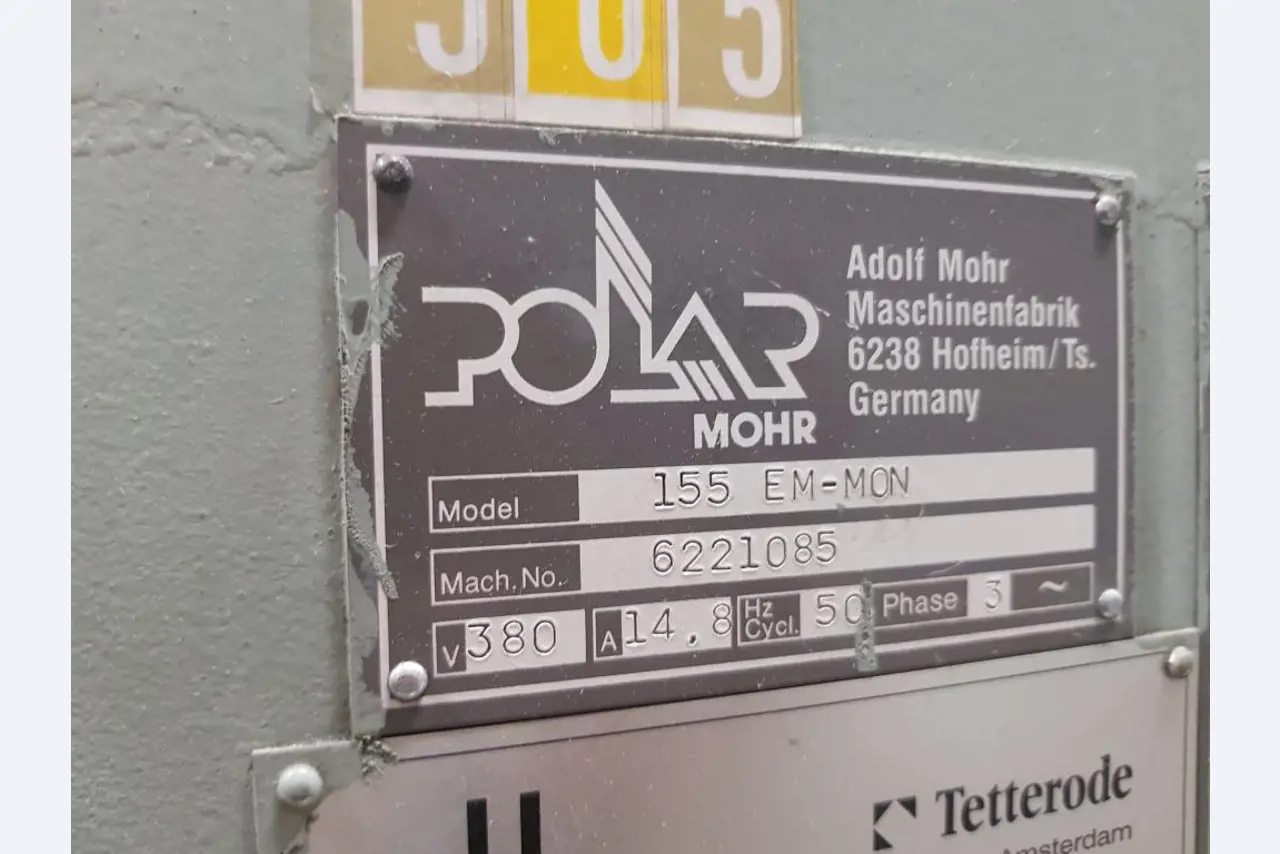 305
POLAR
MOHR
Adolf Mohr
Maschinenfabrik
6238 Hofheim/Ts.
Germany
Model 155 EM-MON
Mach. No. 6221085
V 380 A 14,8 Hz Cycl. 50 Phase 3 ~
Tetterode
Amsterdam